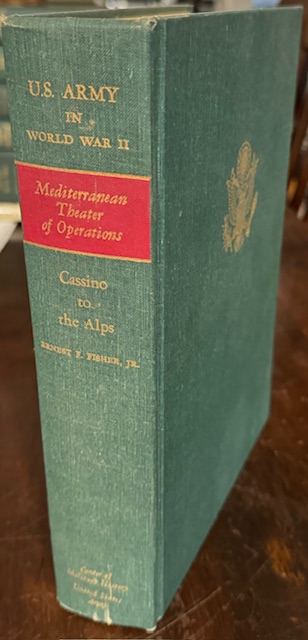 U.S. ARMY
IN
WORLD WAR II
Mediterranean
Theater
of Operations
Cassino
to
the Alps
ERNEST F. FISHER, JR.
Center of
Military History
United States
Army